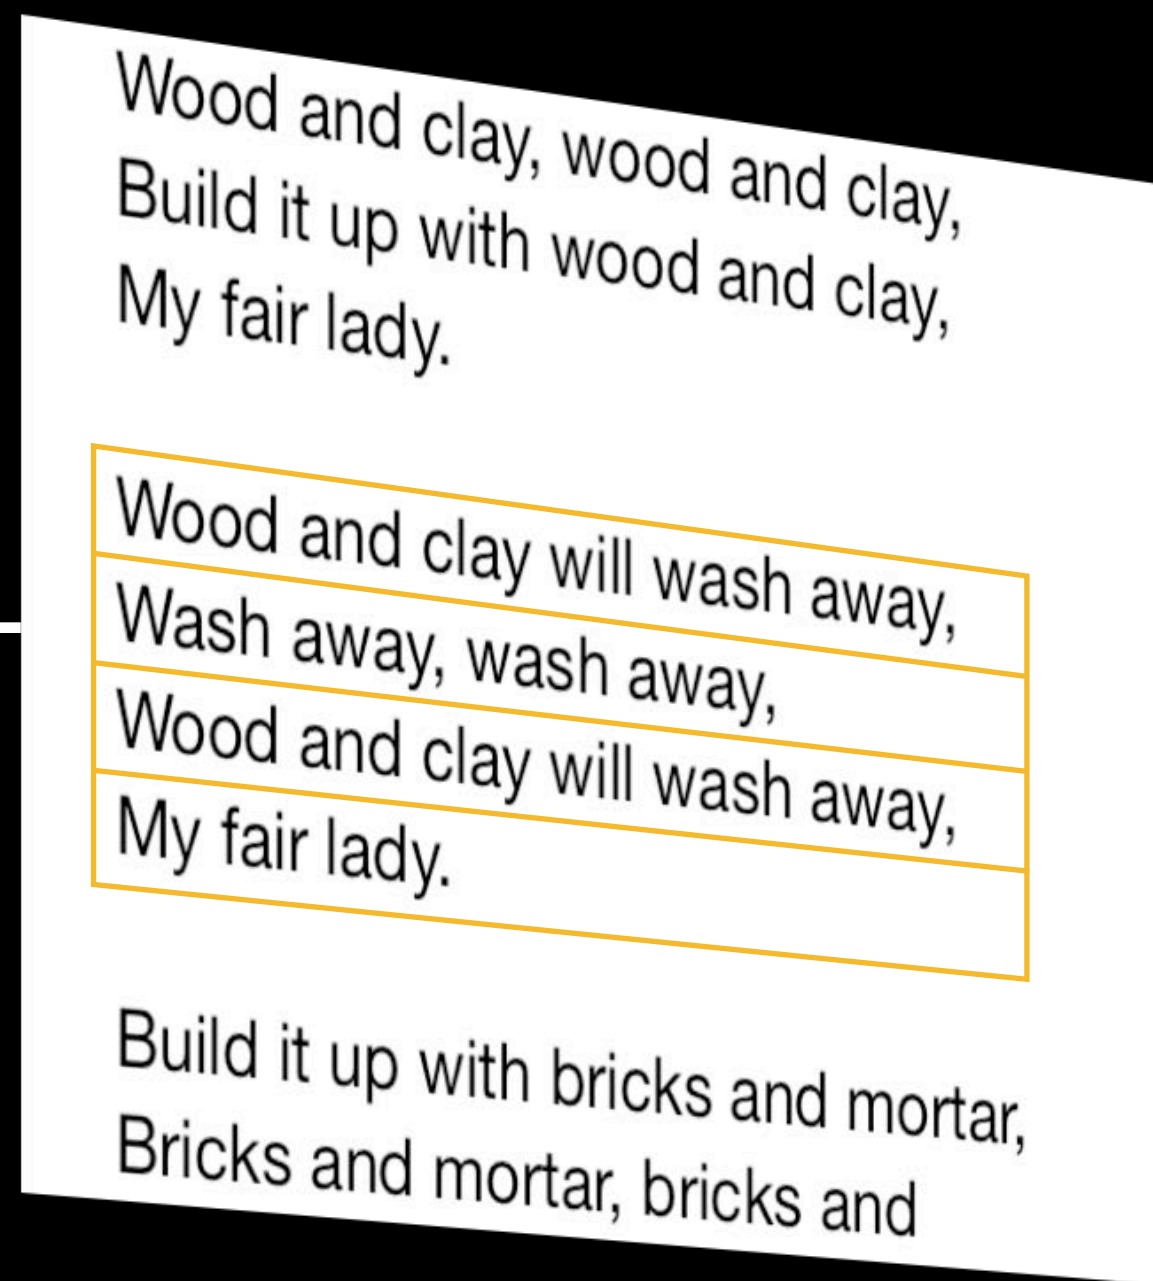 Wood and clay, wood and clay,
Build it up with wood and clay,
My fair lady.
Wood and clay will wash away,
Wash away, wash away,
Wood and clay will wash away,
My fair lady.
Build it up with bricks and mortar,
Bricks and mortar, bricks and